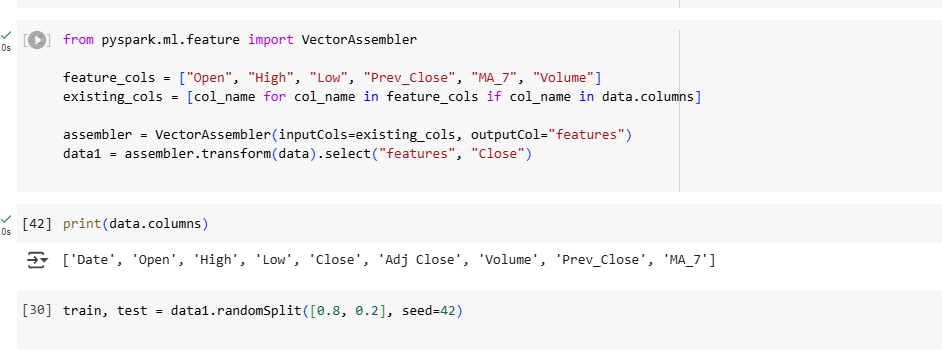 0s
[ ] from pyspark.ml.feature import VectorAssembler
feature_cols = ["Open", "High", "Low", "Prev_Close", "MA_7", "Volume"]
existing_cols = [col_name for col_name in feature_cols if col_name in data.columns]
assembler = VectorAssembler(inputCols=existing_cols, outputCol="features")
data1 = assembler.transform(data).select("features", "Close")
0s
[42] print(data.columns)
['Date', 'Open', 'High', 'Low', 'Close', 'Adj Close', 'Volume', 'Prev_Close', 'MA_7']
[30] train, test = data1.randomSplit([0.8, 0.2], seed=42)